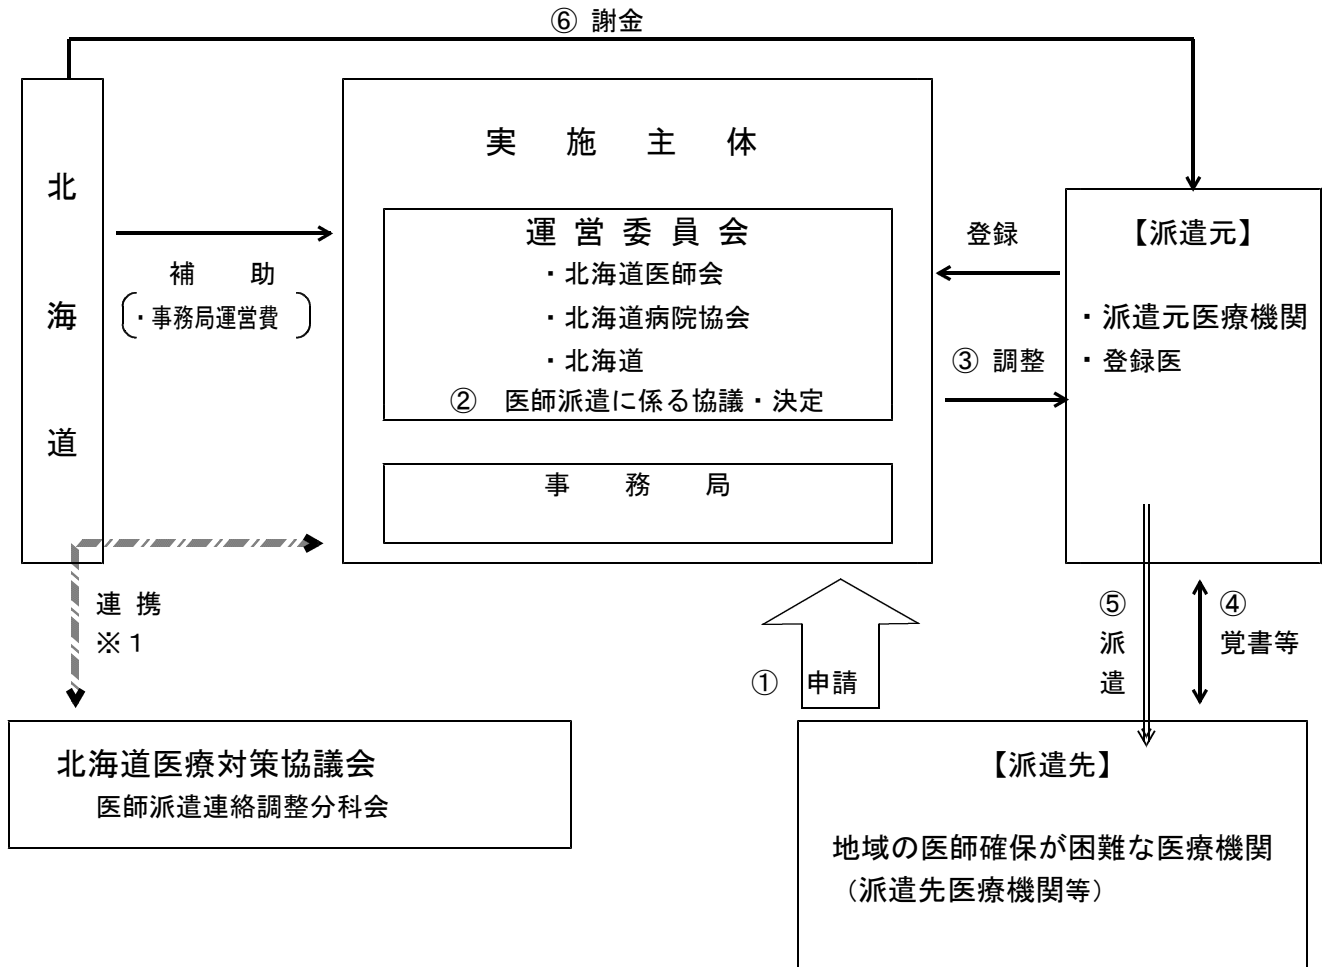 ⑥ 謝金
北海道
補　助
・事務局運営費
実　施　主　体
運 営 委 員 会
・北海道医師会
・北海道病院協会
・北海道
②　医師派遣に係る協議・決定
事　務　局
登録
③ 調整
【派遣元】
・派遣元医療機関
・登録医
連 携
※１
① 申請
⑤
派遣
④
覚書等
北海道医療対策協議会
医師派遣連絡調整分科会
【派遣先】
地域の医師確保が困難な医療機関
（派遣先医療機関等）